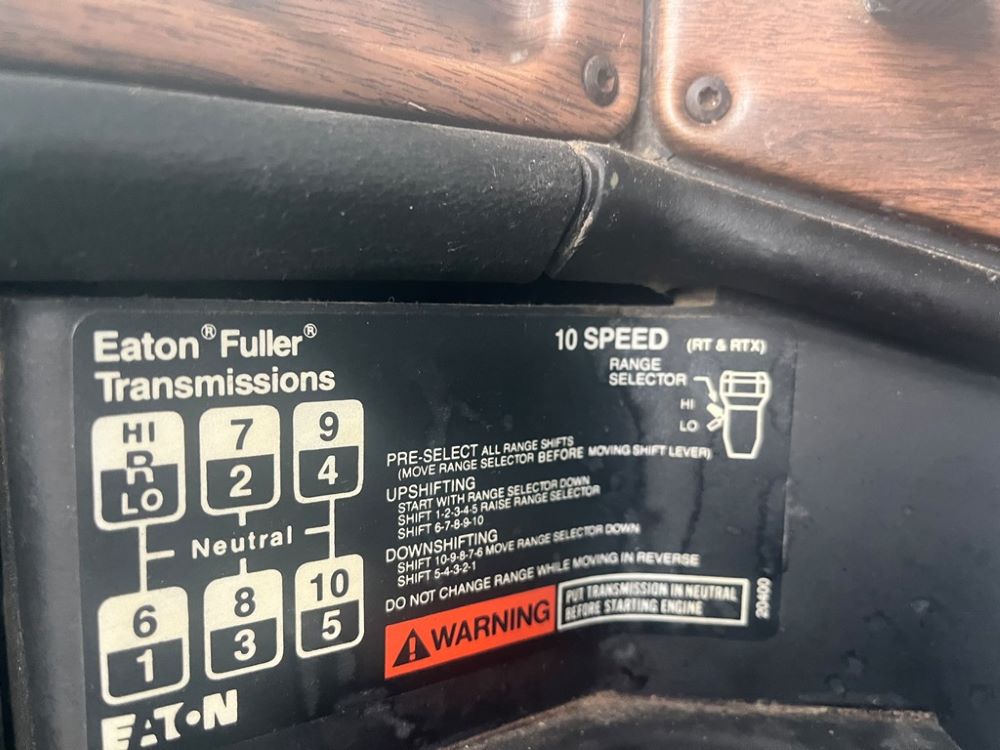 Eaton® Fuller®
Transmissions
10 SPEED (RT & RTX)
RANGE
SELECTOR
HI
LO
HI 7 9
R
LO 2 4
Neutral
6 8 10
1 3 5
EATON
PRE-SELECT ALL RANGE SHIFTS
(MOVE RANGE SELECTOR BEFORE MOVING SHIFT LEVER)
UPSHIFTING
START WITH RANGE SELECTOR DOWN
SHIFT 1-2-3-4-5 RAISE RANGE SELECTOR
SHIFT 6-7-8-9-10
DOWNSHIFTING
SHIFT 10-9-8-7-6 MOVE RANGE SELECTOR DOWN
SHIFT 5-4-3-2-1
DO NOT CHANGE RANGE WHILE MOVING IN REVERSE
WARNING
PUT TRANSMISSION IN NEUTRAL
BEFORE STARTING ENGINE
20400